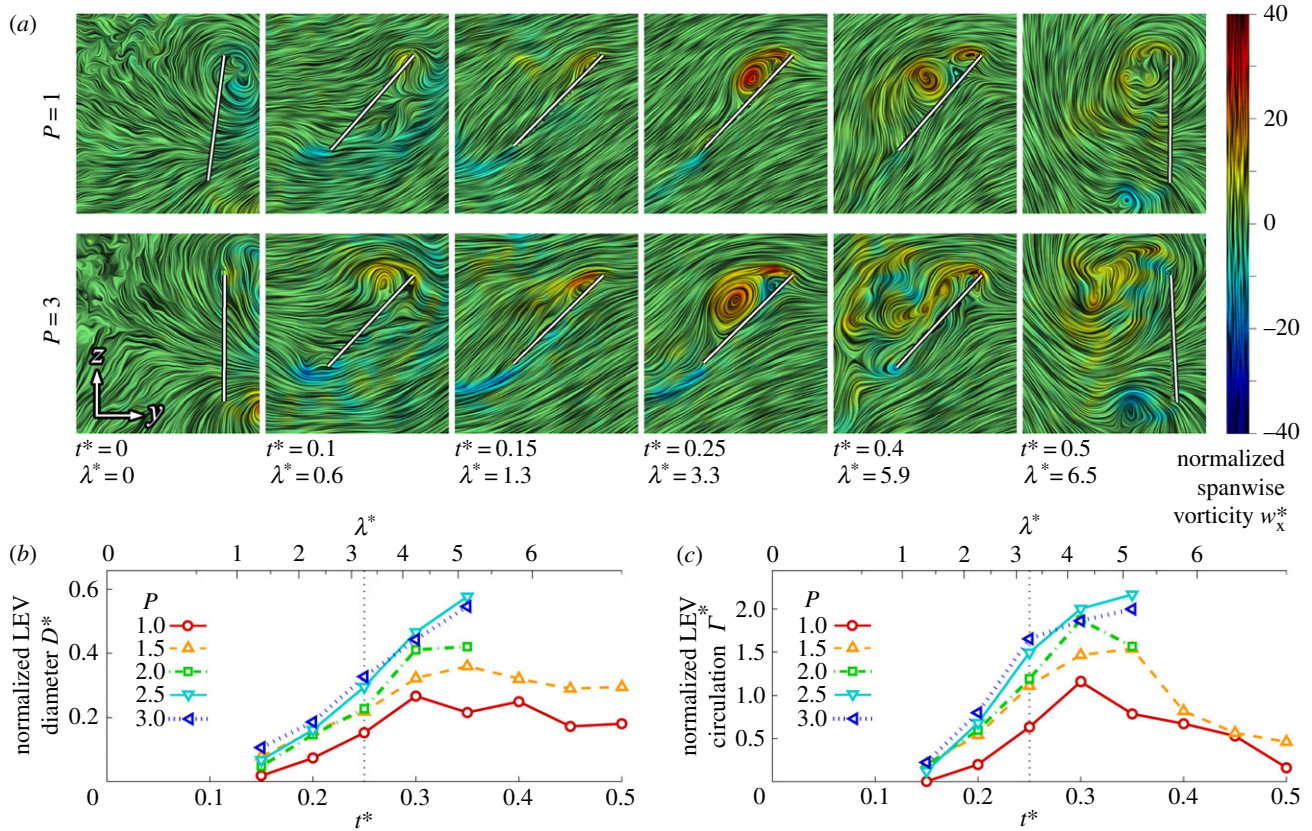 (a)
P = 1
P = 3
z
y
40
20
0
−20
−40
normalized
spanwise
vorticity w*x
t* = 0
λ* = 0
t* = 0.1
λ* = 0.6
t* = 0.15
λ* = 1.3
t* = 0.25
λ* = 3.3
t* = 0.4
λ* = 5.9
t* = 0.5
λ* = 6.5
(b)
λ*
0 1 2 3 4 5 6
normalized LEV
diameter D*
0.6
0.4
0.2
P
1.0
1.5
2.0
2.5
3.0
0 0.1 0.2 0.3 0.4 0.5
t*
(c)
λ*
0 1 2 3 4 5 6
normalized LEV
circulation Γ*
2.0
1.5
1.0
0.5
P
1.0
1.5
2.0
2.5
3.0
0 0.1 0.2 0.3 0.4 0.5
t*